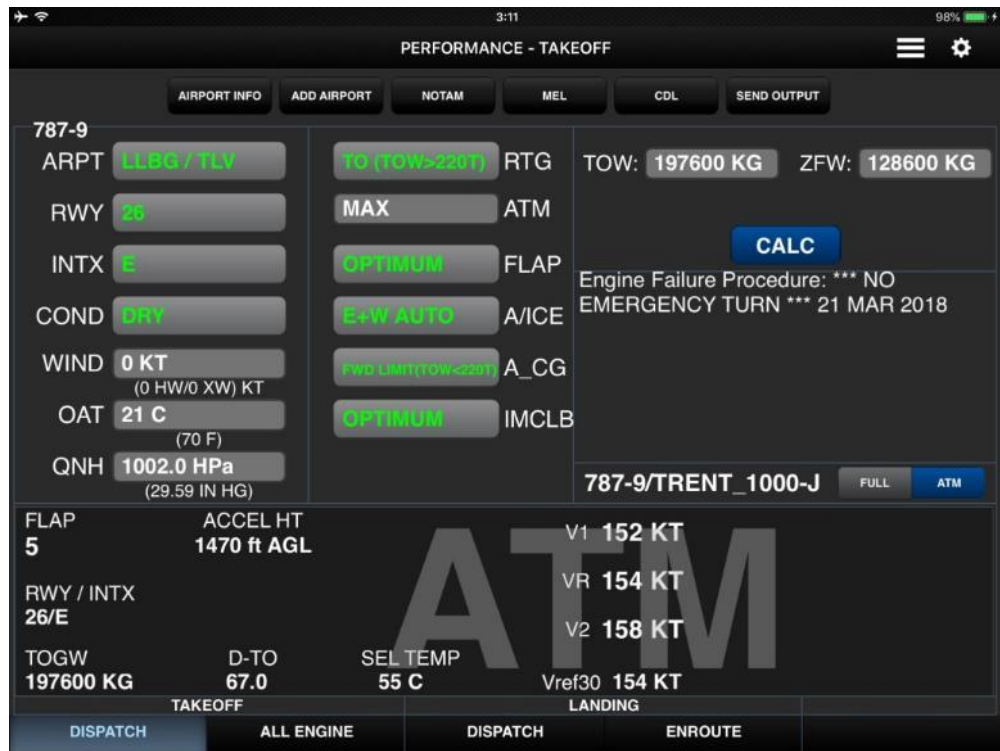 3:11
98%
PERFORMANCE - TAKEOFF
AIRPORT INFO ADD AIRPORT NOTAM MEL CDL SEND OUTPUT
787-9
ARPT LLBG / TLV TO (TOW>220T) RTG TOW: 197600 KG ZFW: 128600 KG
RWY 26 MAX ATM
CALC
INTX E OPTIMUM FLAP
Engine Failure Procedure: *** NO
EMERGENCY TURN *** 21 MAR 2018
COND DRY E+W AUTO A/ICE
WIND 0 KT FWD LIMIT(TOW<220T) A_CG
(0 HW/0 XW) KT
OAT 21 C OPTIMUM IMCLB
(70 F)
QNH 1002.0 HPa
(29.59 IN HG)
787-9/TRENT_1000-J FULL ATM
FLAP ACCEL HT
5 1470 ft AGL
V1 152 KT
VR 154 KT
RWY / INTX
26/E
V2 158 KT
TOGW D-TO SEL TEMP
197600 KG 67.0 55 C Vref30 154 KT
ATM
TAKEOFF LANDING
DISPATCH ALL ENGINE DISPATCH ENROUTE